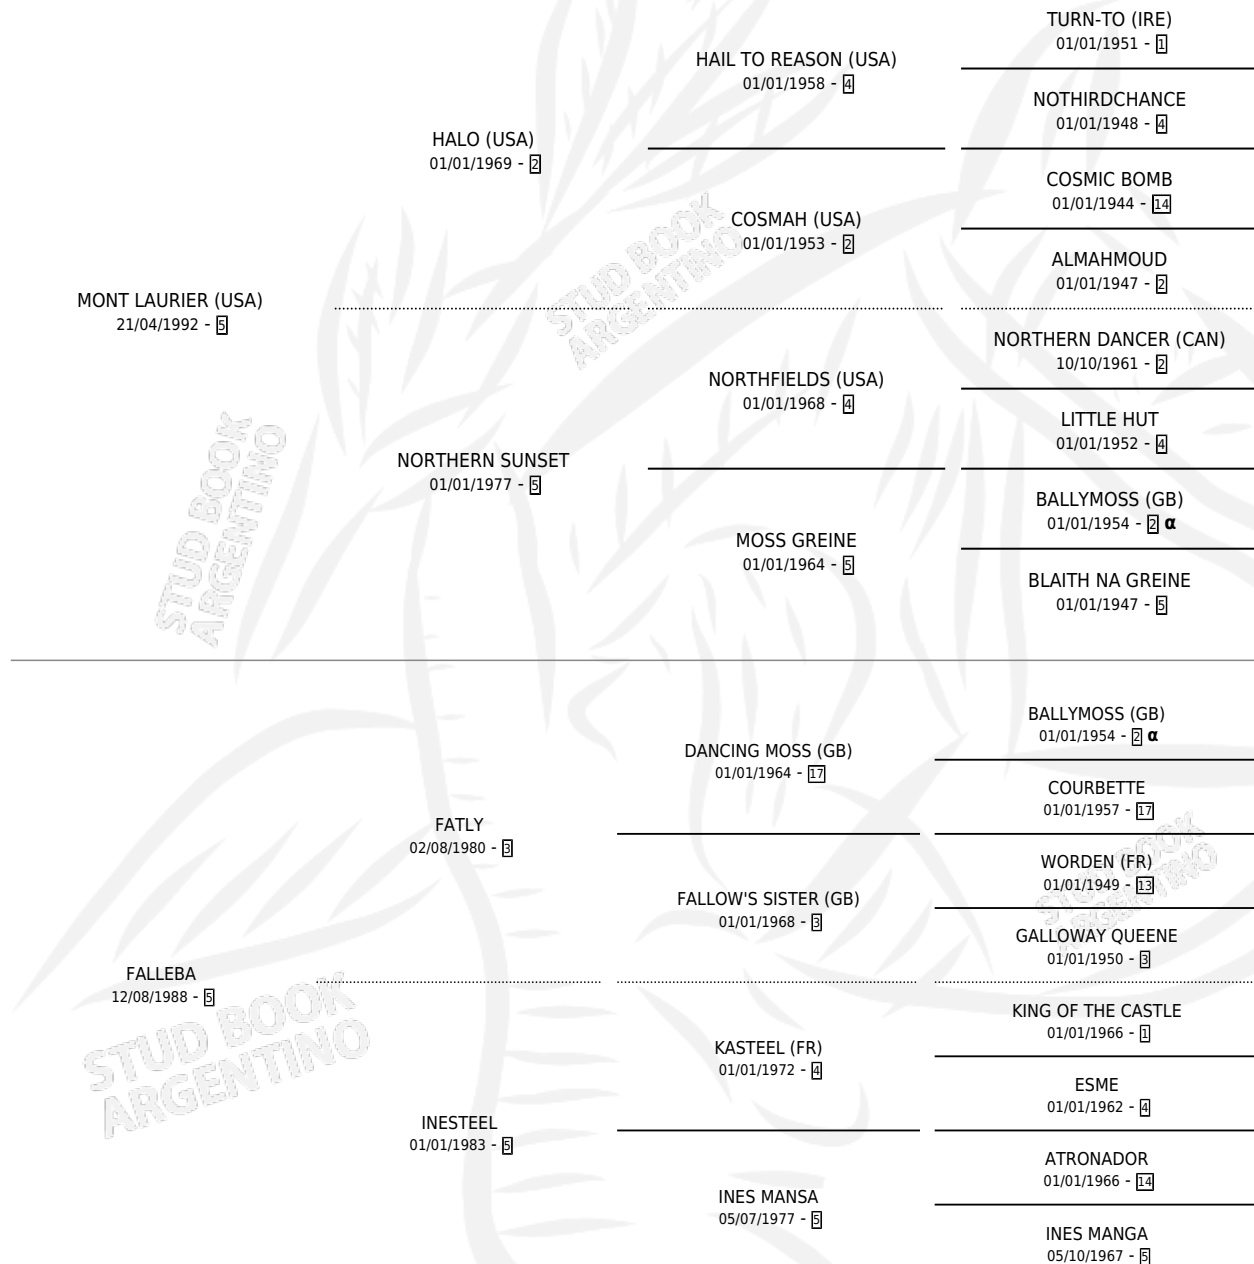 TURN-TO (IRE)
01/01/1951 - 1
HAIL TO REASON (USA)
01/01/1958 - 4
NOTHIRDCHANCE
01/01/1948 - 4
HALO (USA)
01/01/1969 - 2
COSMIC BOMB
01/01/1944 - 14
COSMAH (USA)
01/01/1953 - 2
ALMAHMOUD
01/01/1947 - 2
MONT LAURIER (USA)
21/04/1992 - 5
NORTHERN DANCER (CAN)
10/10/1961 - 2
NORTHFIELDS (USA)
01/01/1968 - 4
LITTLE HUT
01/01/1952 - 4
NORTHERN SUNSET
01/01/1977 - 5
BALLYMOSS (GB)
01/01/1954 - 2 α
MOSS GREINE
01/01/1964 - 5
BLAITH NA GREINE
01/01/1947 - 5
BALLYMOSS (GB)
01/01/1954 - 2 α
DANCING MOSS (GB)
01/01/1964 - 17
COURBETTE
01/01/1957 - 17
FATLY
02/08/1980 - 3
WORDEN (FR)
01/01/1949 - 13
FALLOW'S SISTER (GB)
01/01/1968 - 3
GALLOWAY QUEENE
01/01/1950 - 3
FALLEBA
12/08/1988 - 5
KING OF THE CASTLE
01/01/1966 - 1
KASTEEL (FR)
01/01/1972 - 4
ESME
01/01/1962 - 4
INESTEEL
01/01/1983 - 5
ATRONADOR
01/01/1966 - 14
INES MANSA
05/07/1977 - 5
INES MANGA
05/10/1967 - 5
STUD BOOK
ARGENTINO
STUD BOOK
ARGENTINO
STUD BOOK
ARGENTINO
STUD BOOK
ARGENTINO